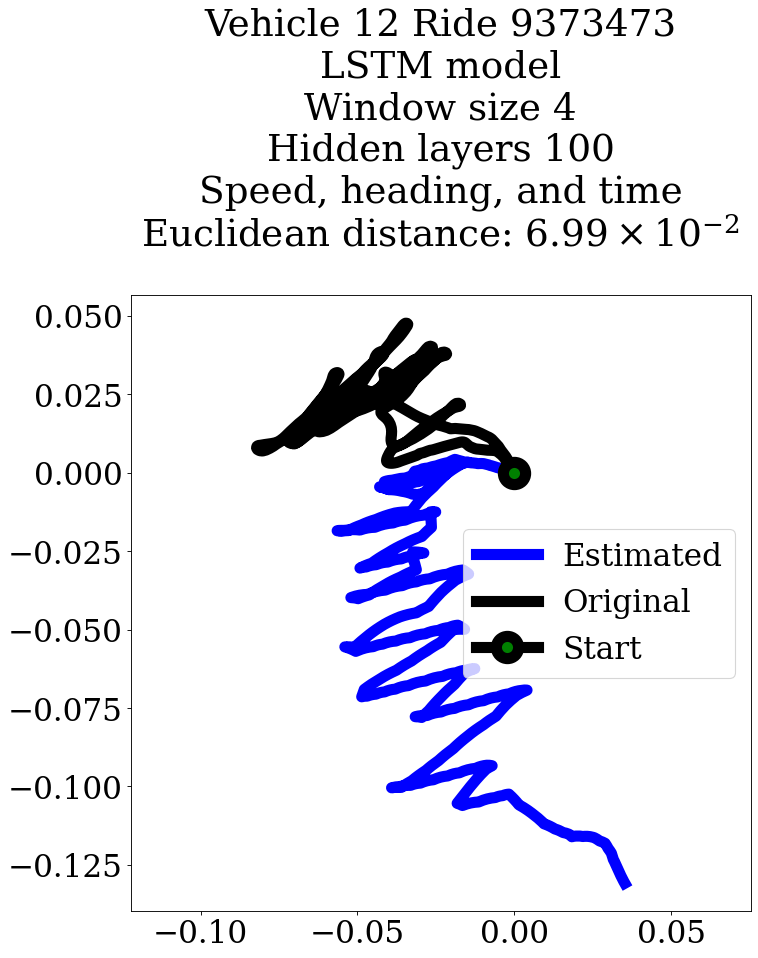 Vehicle 12 Ride 9373473
LSTM model
Window size 4
Hidden layers 100
Speed, heading, and time
Euclidean distance: 6.99 × 10⁻²
0.050
0.025
0.000
−0.025
−0.050
−0.075
−0.100
−0.125
Estimated
Original
Start
−0.10 −0.05 0.00 0.05